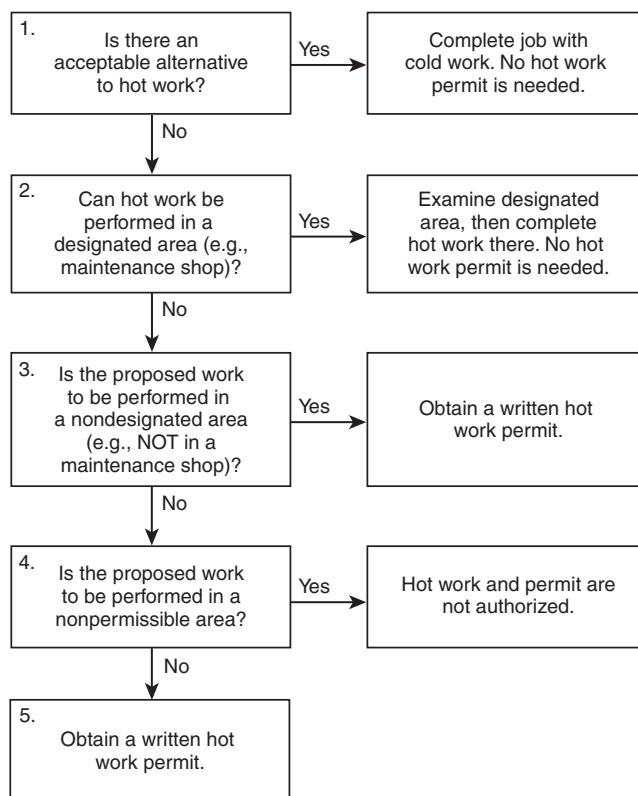 1.
Is there an
acceptable alternative
to hot work?
Yes
Complete job with
cold work. No hot work
permit is needed.
No
2.
Can hot work be
performed in a
designated area (e.g.,
maintenance shop)?
Yes
Examine designated
area, then complete
hot work there. No hot
work permit is needed.
No
3.
Is the proposed work
to be performed in
a nondesignated area
(e.g., NOT in a
maintenance shop)?
Yes
Obtain a written hot
work permit.
No
4.
Is the proposed work
to be performed in a
nonpermissible area?
Yes
Hot work and permit are
not authorized.
No
5.
Obtain a written hot
work permit.